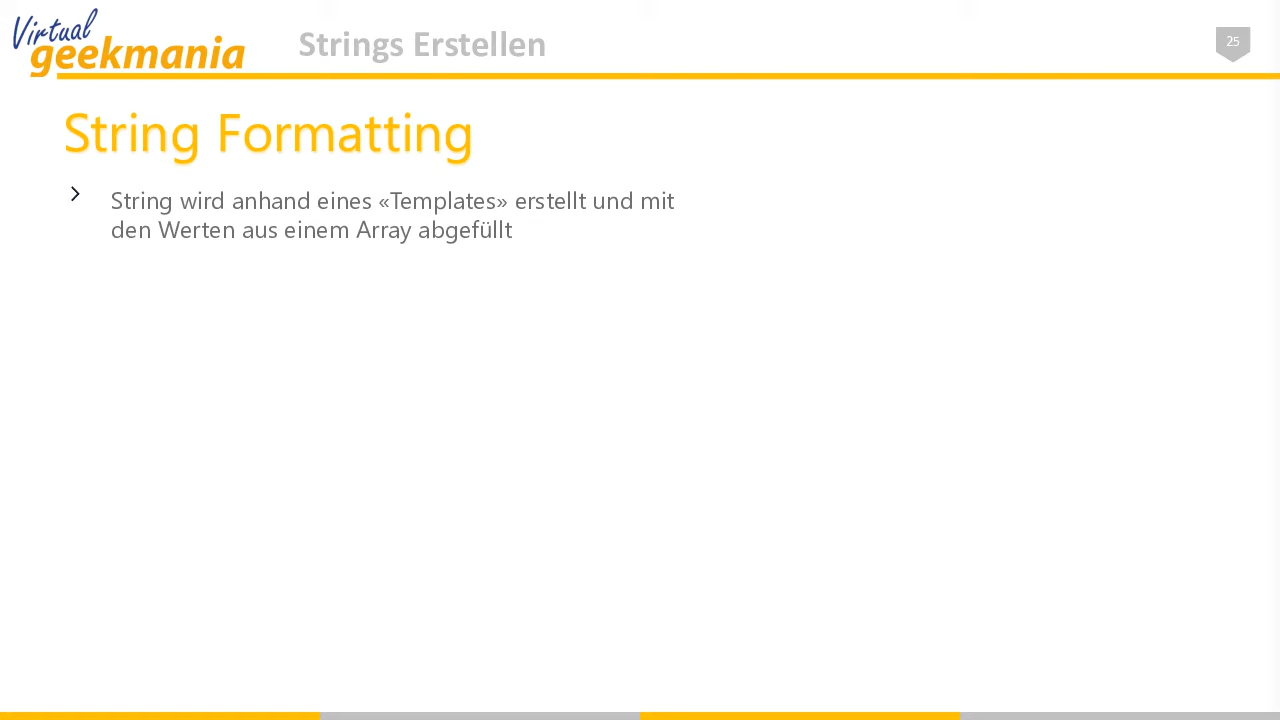 Virtual
geekmania
Strings Erstellen
25
String Formatting
String wird anhand eines «Templates» erstellt und mit
den Werten aus einem Array abgefüllt